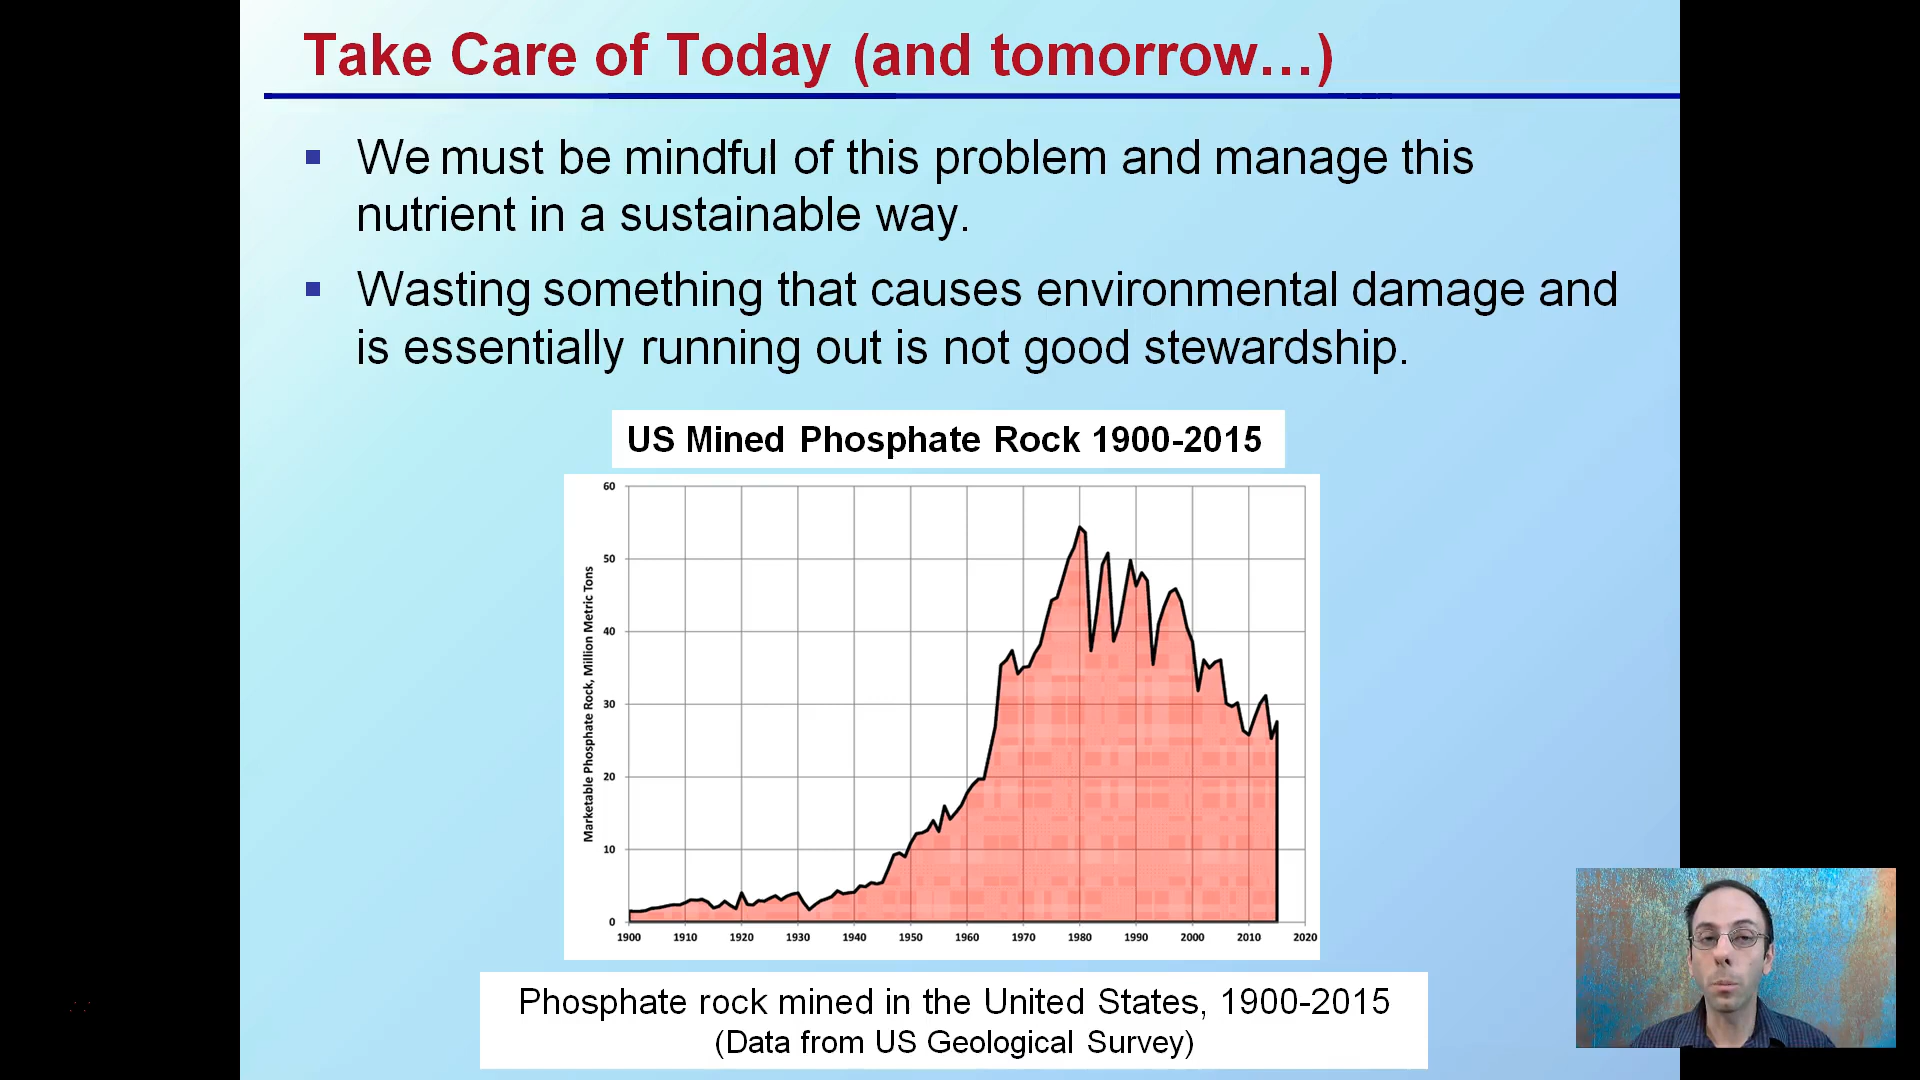 Take Care of Today (and tomorrow…)
▪ We must be mindful of this problem and manage this
nutrient in a sustainable way.
▪ Wasting something that causes environmental damage and
is essentially running out is not good stewardship.
US Mined Phosphate Rock 1900-2015
Marketable Phosphate Rock, Million Metric Tons
60
50
40
30
20
10
0
1900 1910 1920 1930 1940 1950 1960 1970 1980 1990 2000 2010 2020
Phosphate rock mined in the United States, 1900-2015
(Data from US Geological Survey)